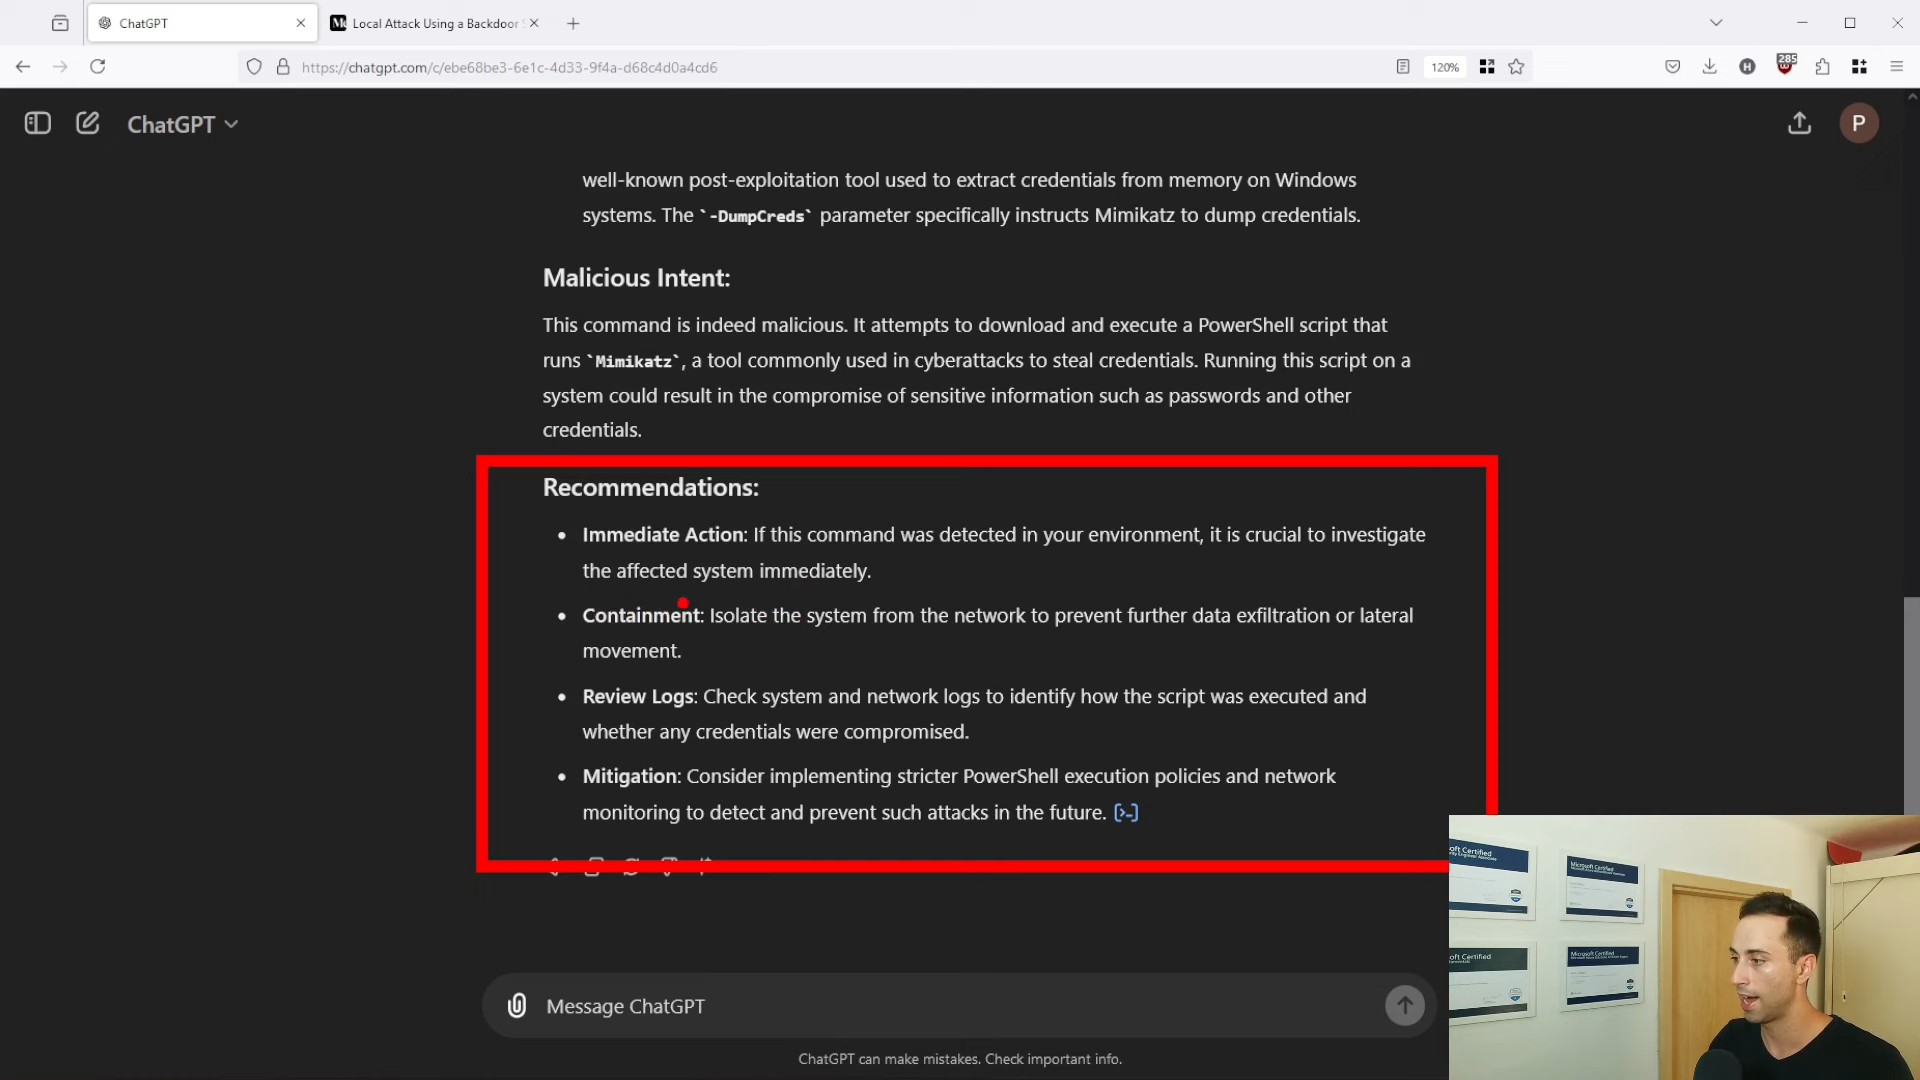 ChatGPT
Local Attack Using a Backdoor
https://chatgpt.com/c/ebe68be3-6e1c-4d33-9f4a-d68c4d0a4cd6
120%
285
ChatGPT
P
well-known post-exploitation tool used to extract credentials from memory on Windows
systems. The `-DumpCreds` parameter specifically instructs Mimikatz to dump credentials.
Malicious Intent:
This command is indeed malicious. It attempts to download and execute a PowerShell script that
runs `Mimikatz`, a tool commonly used in cyberattacks to steal credentials. Running this script on a
system could result in the compromise of sensitive information such as passwords and other
credentials.
Recommendations:
• Immediate Action: If this command was detected in your environment, it is crucial to investigate
the affected system immediately.
• Containment: Isolate the system from the network to prevent further data exfiltration or lateral
movement.
• Review Logs: Check system and network logs to identify how the script was executed and
whether any credentials were compromised.
• Mitigation: Consider implementing stricter PowerShell execution policies and network
monitoring to detect and prevent such attacks in the future. [>-]
Message ChatGPT
ChatGPT can make mistakes. Check important info.
Microsoft Certified
Microsoft Certified